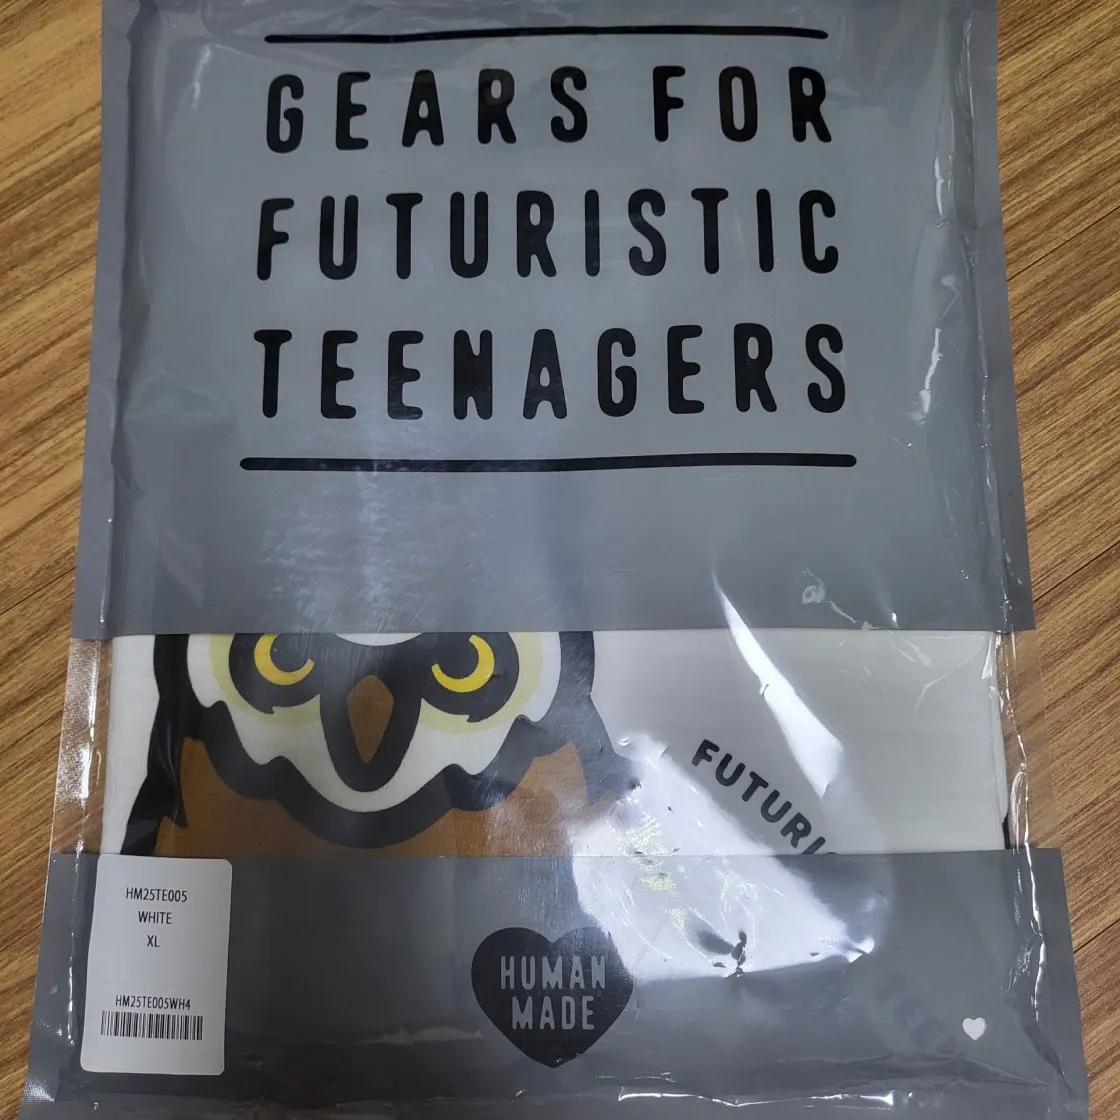 GEARS FOR
FUTURISTIC
TEENAGERS
FUTURI
HM25TE005
WHITE
XL
HM25TE005WH4
HUMAN
MADE